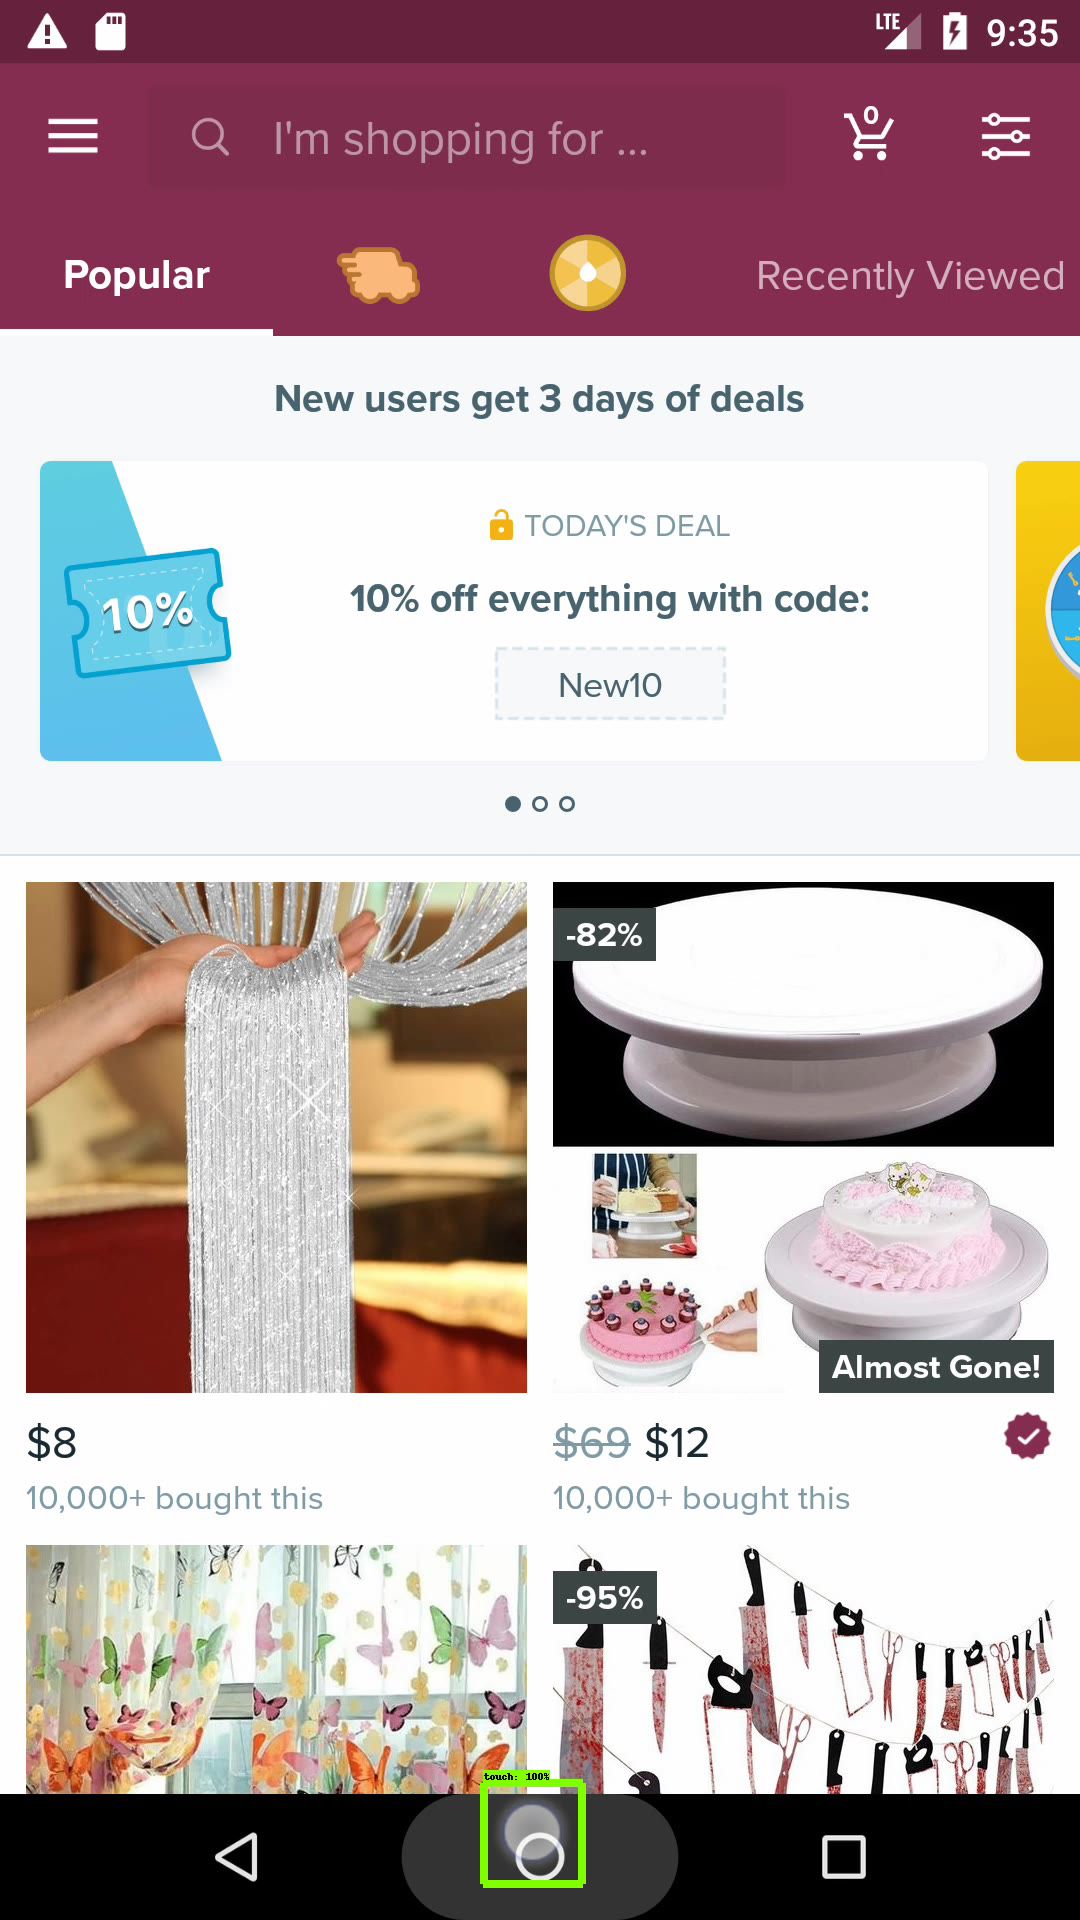 LTE 9:35
I'm shopping for ...
0
Popular
Recently Viewed
New users get 3 days of deals
TODAY'S DEAL
10%
10% off everything with code:
New10
-82%
Almost Gone!
$8
$69 $12
10,000+ bought this
10,000+ bought this
-95%
touch: 100%